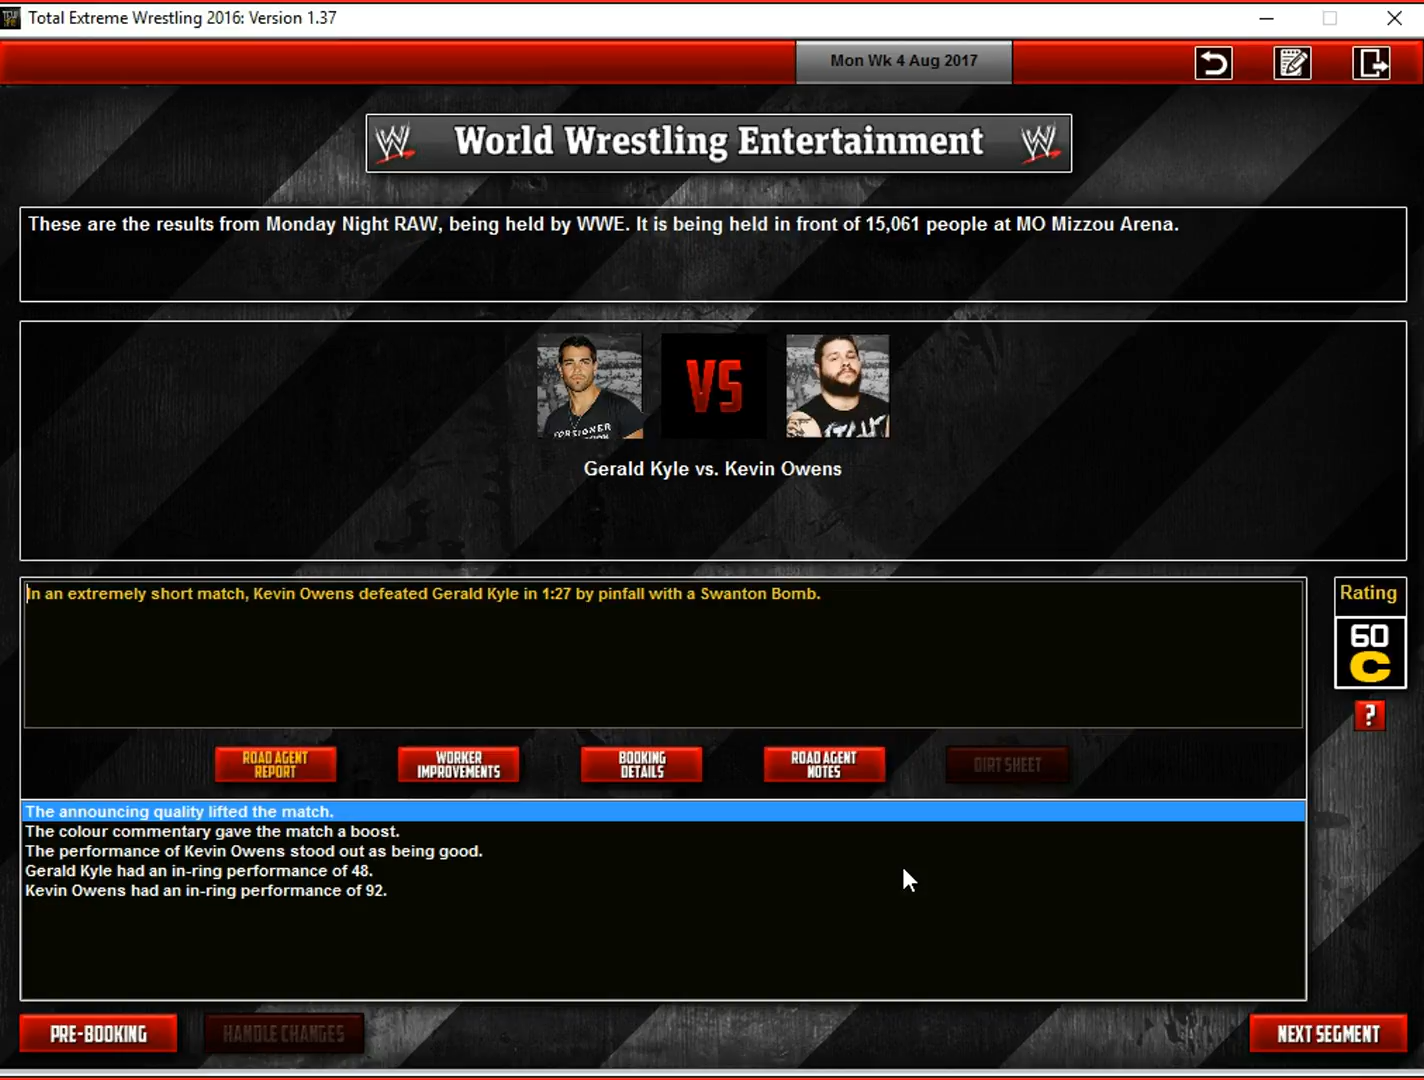 Total Extreme Wrestling 2016: Version 1.37
Mon Wk 4 Aug 2017
World Wrestling Entertainment
These are the results from Monday Night RAW, being held by WWE. It is being held in front of 15,061 people at MO Mizzou Arena.
VS
Gerald Kyle vs. Kevin Owens
In an extremely short match, Kevin Owens defeated Gerald Kyle in 1:27 by pinfall with a Swanton Bomb.
Rating
60
C
?
ROAD AGENT
REPORT
WORKER
IMPROVEMENTS
BOOKING
DETAILS
ROAD AGENT
NOTES
DIRT SHEET
The announcing quality lifted the match.
The colour commentary gave the match a boost.
The performance of Kevin Owens stood out as being good.
Gerald Kyle had an in-ring performance of 48.
Kevin Owens had an in-ring performance of 92.
PRE-BOOKING
HANDLE CHANGES
NEXT SEGMENT